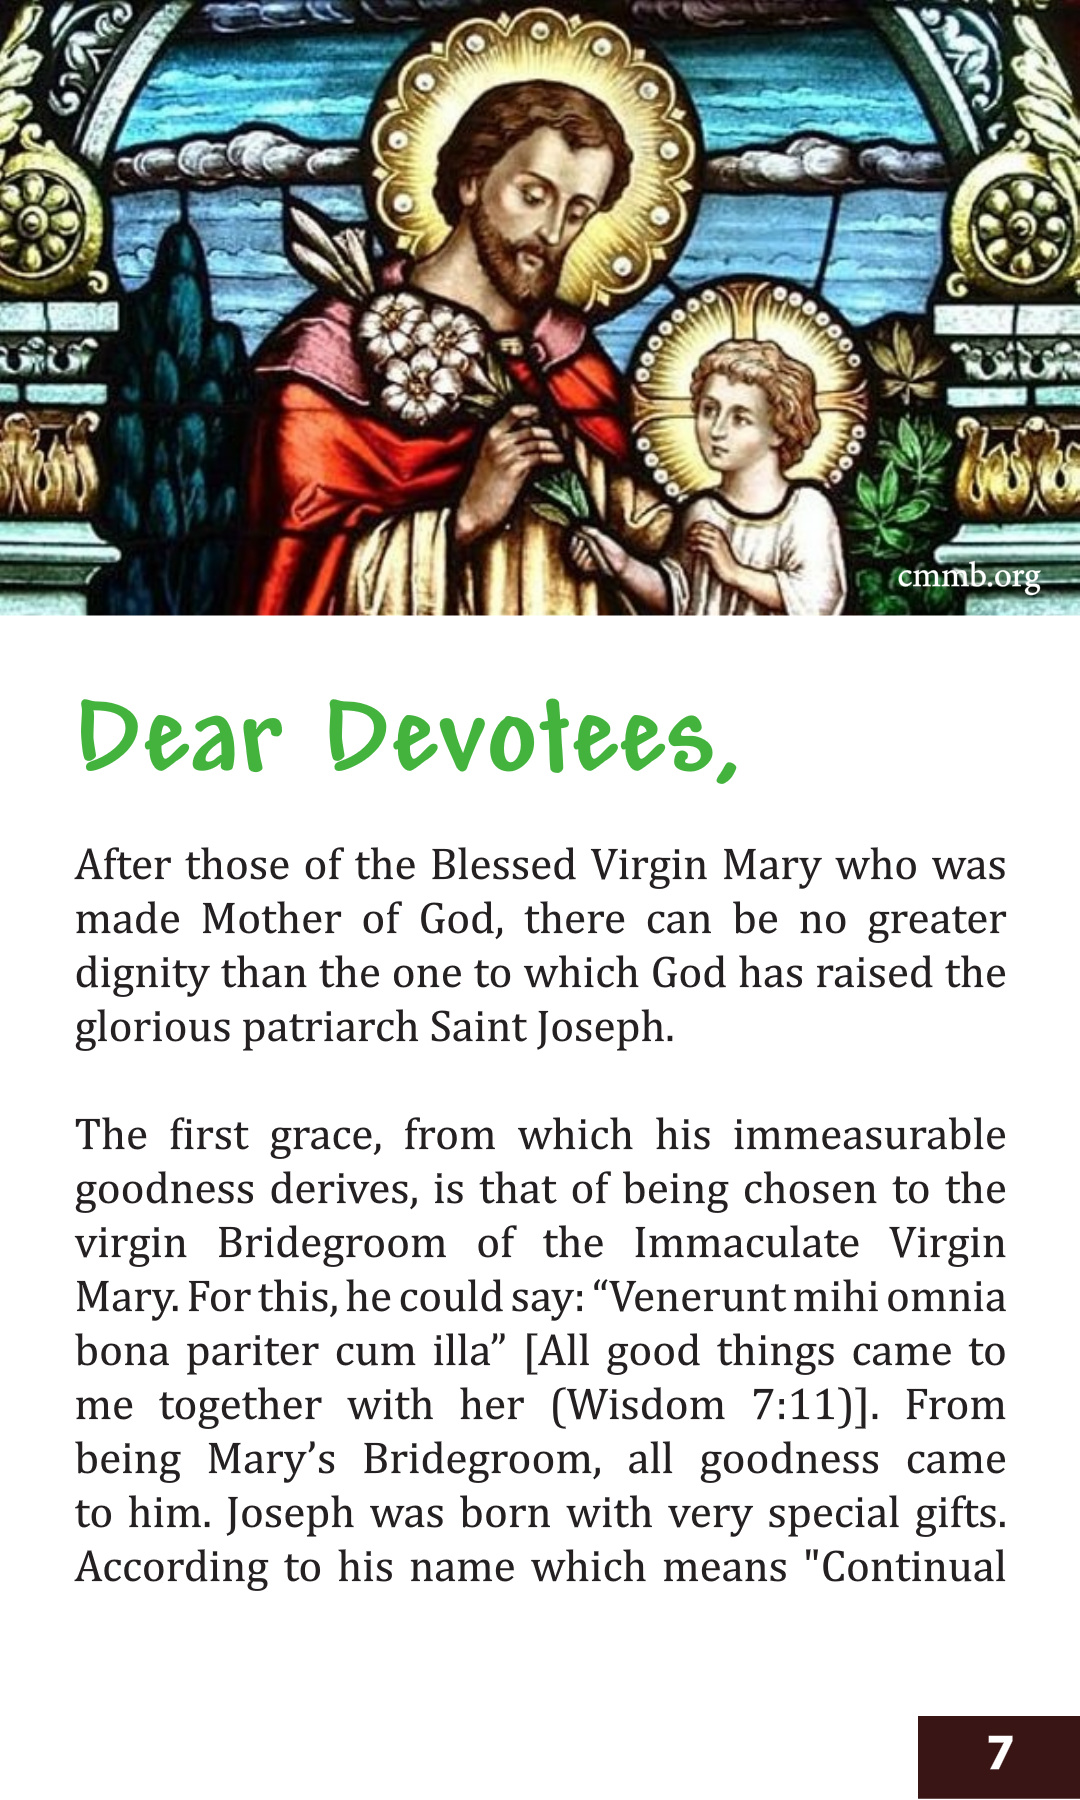 cmmb.org
Dear Devotees,
After those of the Blessed Virgin Mary who was
made Mother of God, there can be no greater
dignity than the one to which God has raised the
glorious patriarch Saint Joseph.
The first grace, from which his immeasurable
goodness derives, is that of being chosen to the
virgin Bridegroom of the Immaculate Virgin
Mary. For this, he could say: “Venerunt mihi omnia
bona pariter cum illa” [All good things came to
me together with her (Wisdom 7:11)]. From
being Mary’s Bridegroom, all goodness came
to him. Joseph was born with very special gifts.
According to his name which means "Continual
7